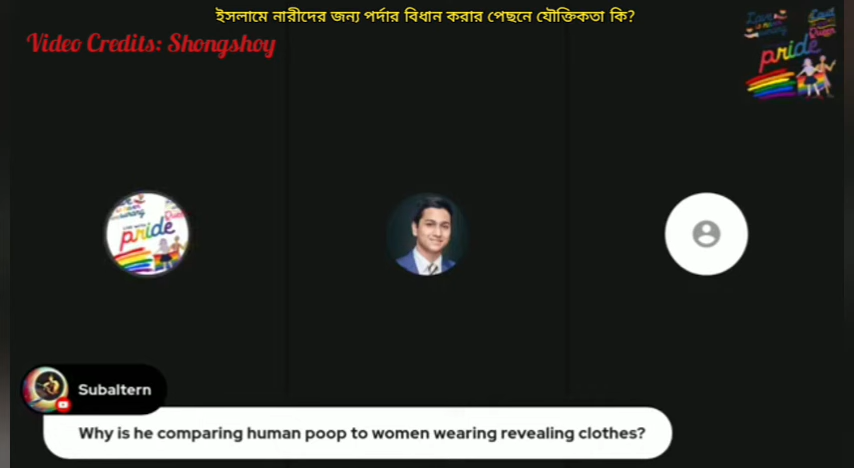 ইসলামে নারীদের জন্য পর্দার বিধান করার পেছনে যৌক্তিকতা কি?
Video Credits: Shongshoy
pride
pride
Subaltern
Why is he comparing human poop to women wearing revealing clothes?